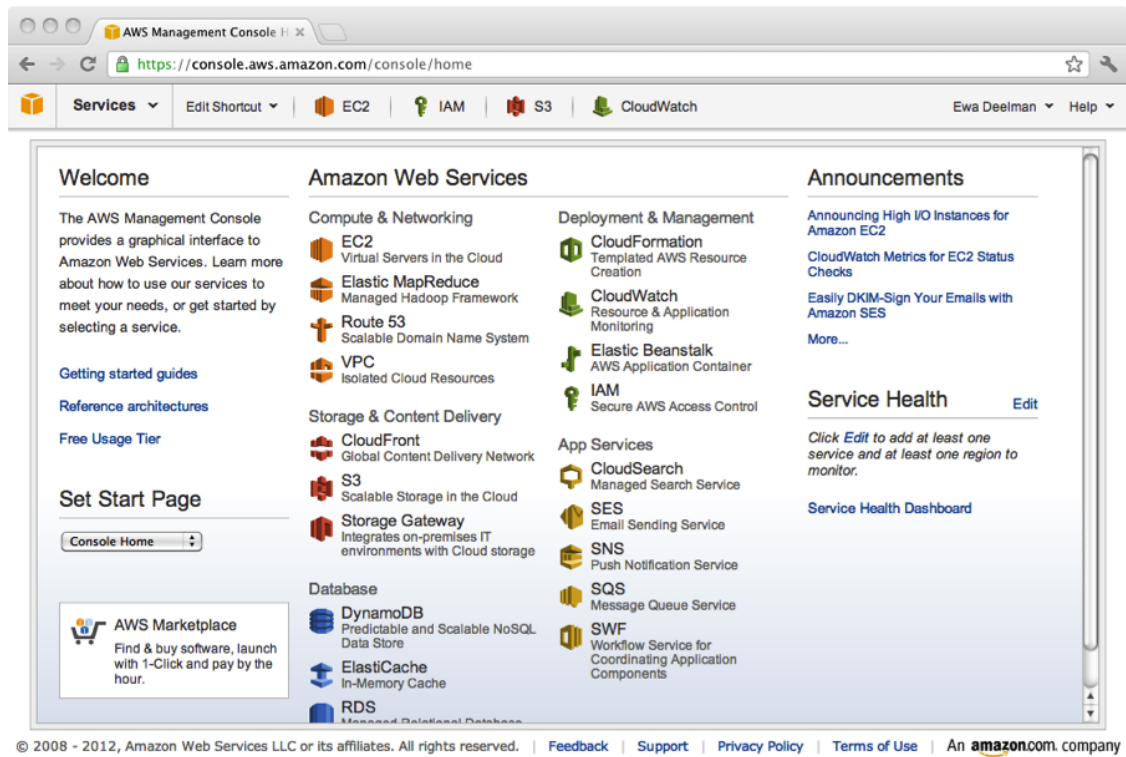 AWS Management Console H
https://console.aws.amazon.com/console/home
Services
Edit Shortcut
EC2
IAM
S3
CloudWatch
Ewa Deelman
Help
Welcome
The AWS Management Console
provides a graphical interface to
Amazon Web Services. Learn more
about how to use our services to
meet your needs, or get started by
selecting a service.
Getting started guides
Reference architectures
Free Usage Tier
Set Start Page
Console Home
AWS Marketplace
Find & buy software, launch
with 1-Click and pay by the
hour.
Amazon Web Services
Compute & Networking
EC2
Virtual Servers in the Cloud
Elastic MapReduce
Managed Hadoop Framework
Route 53
Scalable Domain Name System
VPC
Isolated Cloud Resources
Storage & Content Delivery
CloudFront
Global Content Delivery Network
S3
Scalable Storage in the Cloud
Storage Gateway
Integrates on-premises IT
environments with Cloud storage
Database
DynamoDB
Predictable and Scalable NoSQL
Data Store
ElastiCache
In-Memory Cache
RDS
Managed Relational Database
Deployment & Management
CloudFormation
Templated AWS Resource
Creation
CloudWatch
Resource & Application
Monitoring
Elastic Beanstalk
AWS Application Container
IAM
Secure AWS Access Control
App Services
CloudSearch
Managed Search Service
SES
Email Sending Service
SNS
Push Notification Service
SQS
Message Queue Service
SWF
Workflow Service for
Coordinating Application
Components
Announcements
Announcing High I/O Instances for
Amazon EC2
CloudWatch Metrics for EC2 Status
Checks
Easily DKIM-Sign Your Emails with
Amazon SES
More...
Service Health
Edit
Click Edit to add at least one
service and at least one region to
monitor.
Service Health Dashboard
© 2008 - 2012, Amazon Web Services LLC or its affiliates. All rights reserved. | Feedback | Support | Privacy Policy | Terms of Use | An amazon.com. company